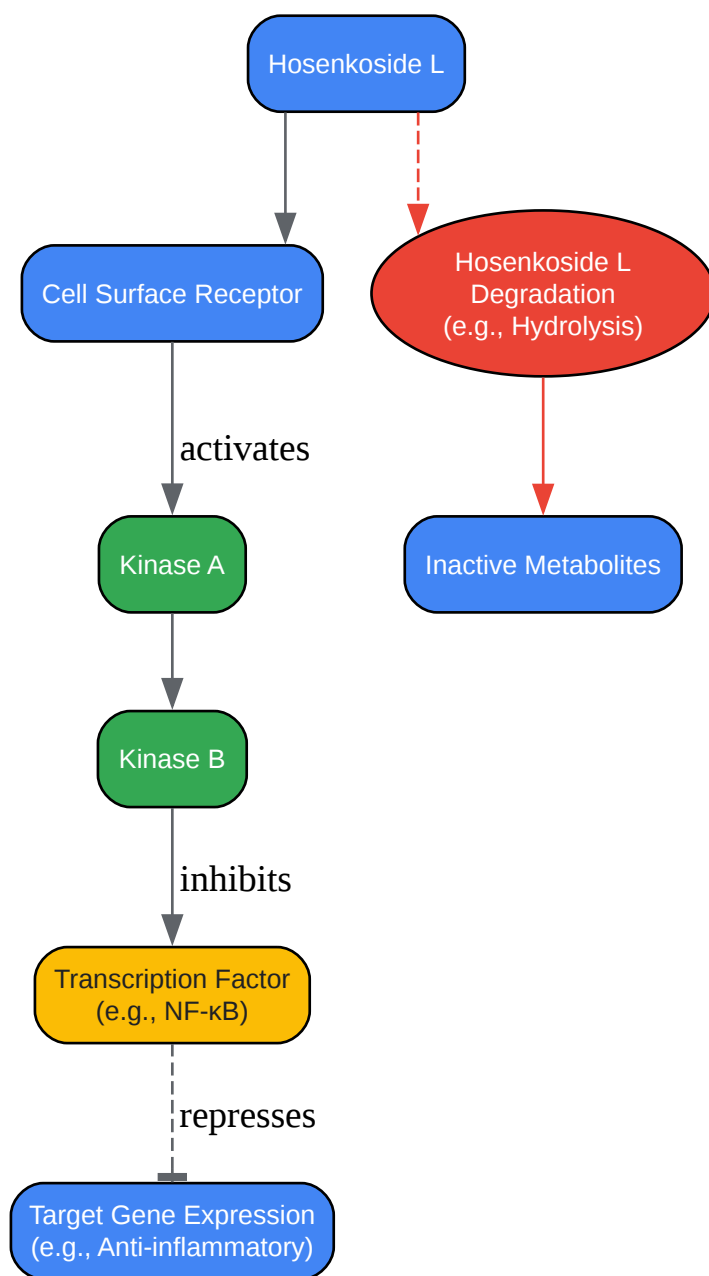 Hosenkoside L
Cell Surface Receptor
Hosenkoside L
Degradation
(e.g., Hydrolysis)
activates
Kinase A
Inactive Metabolites
Kinase B
inhibits
Transcription Factor
(e.g., NF-κB)
represses
Target Gene Expression
(e.g., Anti-inflammatory)